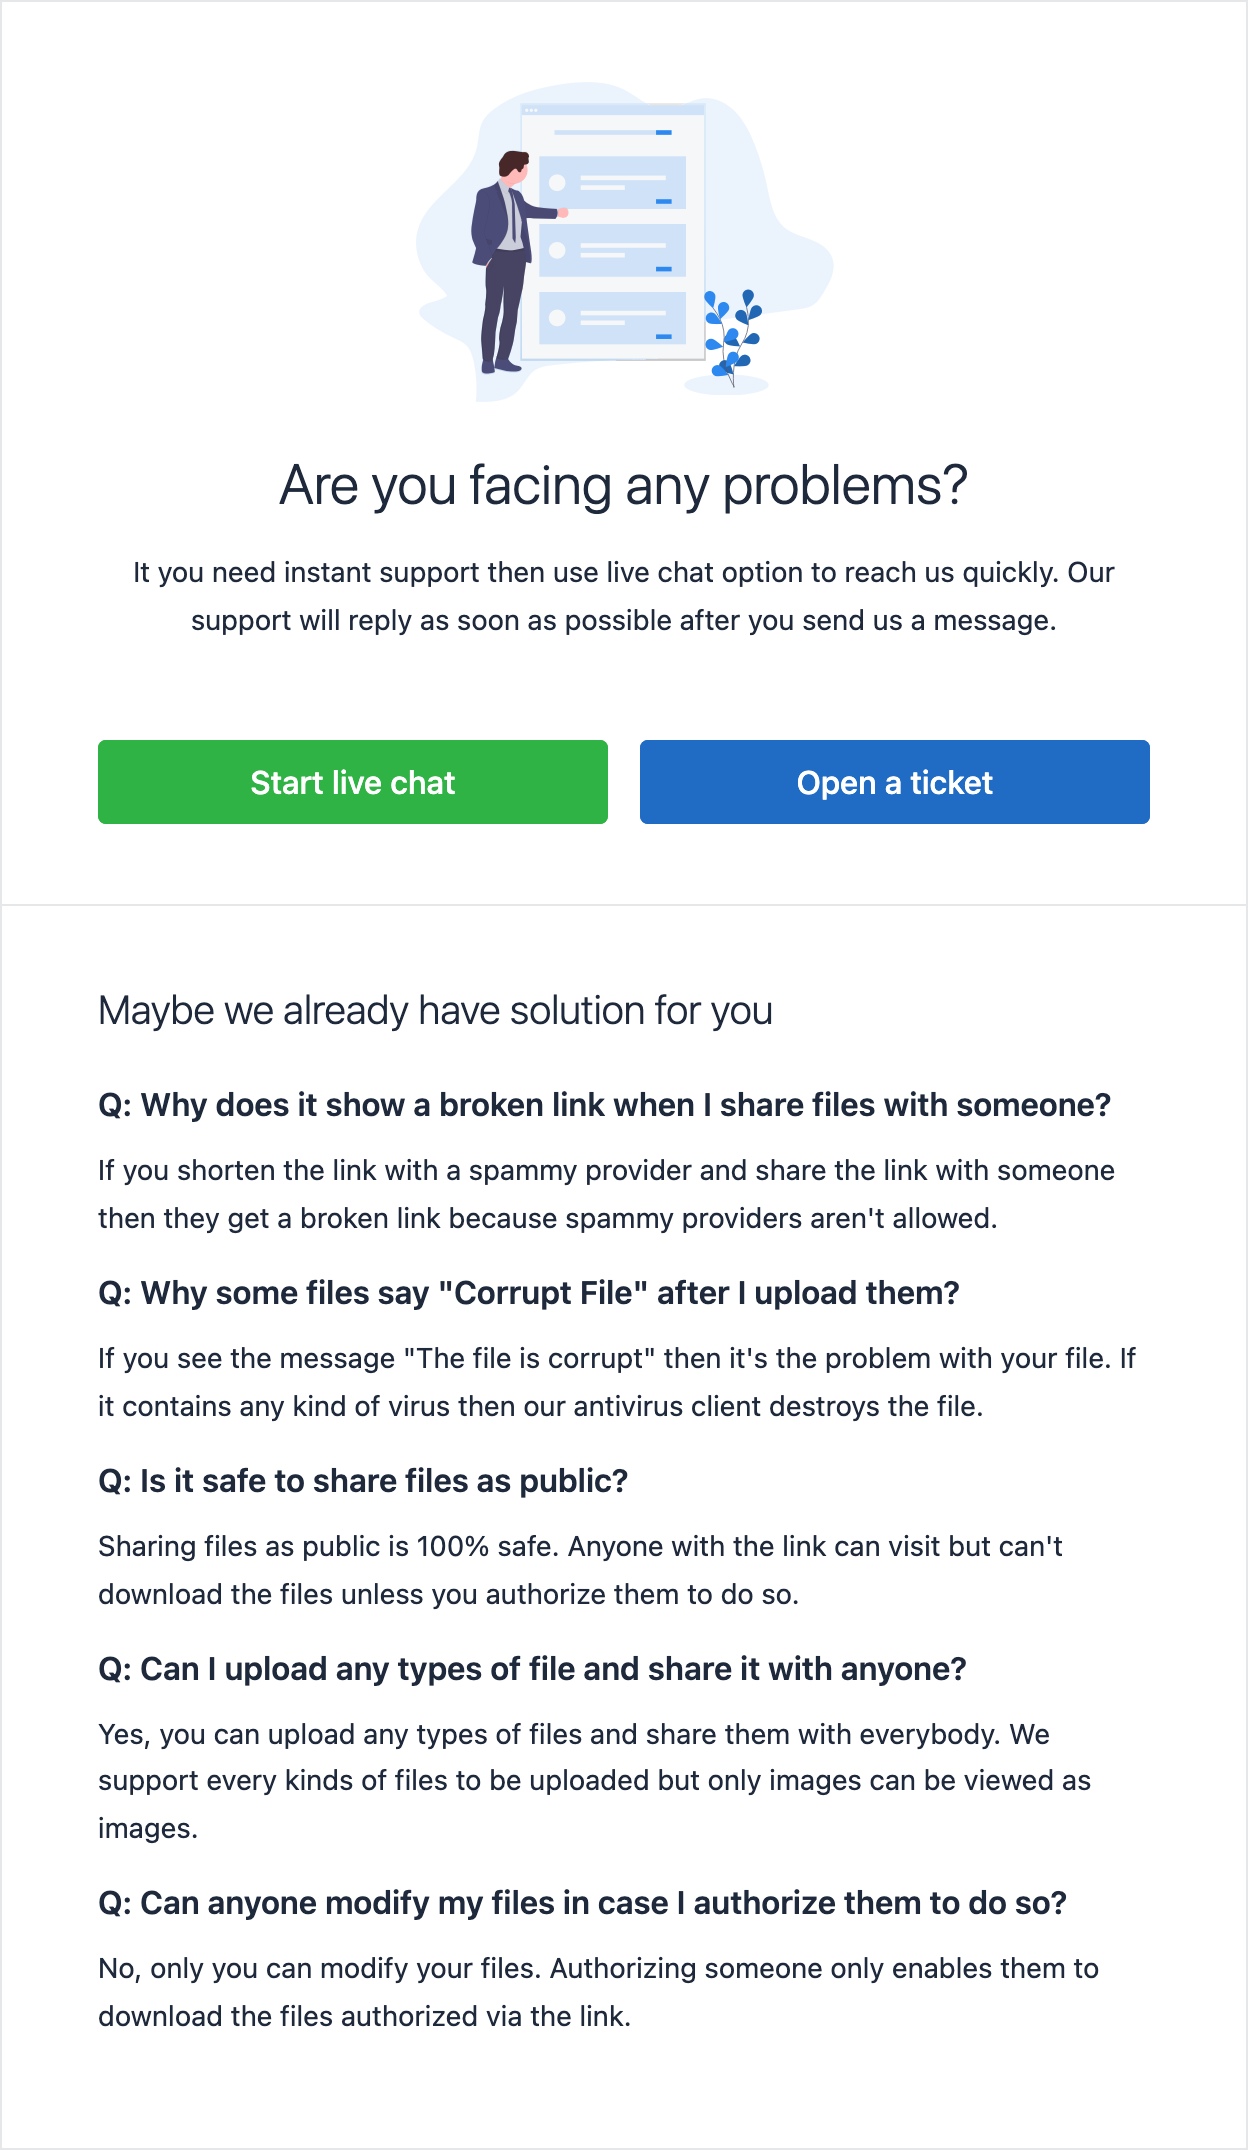 Are you facing any problems?
It you need instant support then use live chat option to reach us quickly. Our
support will reply as soon as possible after you send us a message.
Start live chat
Open a ticket
Maybe we already have solution for you
Q: Why does it show a broken link when I share files with someone?
If you shorten the link with a spammy provider and share the link with someone
then they get a broken link because spammy providers aren't allowed.
Q: Why some files say "Corrupt File" after I upload them?
If you see the message "The file is corrupt" then it's the problem with your file. If
it contains any kind of virus then our antivirus client destroys the file.
Q: Is it safe to share files as public?
Sharing files as public is 100% safe. Anyone with the link can visit but can't
download the files unless you authorize them to do so.
Q: Can I upload any types of file and share it with anyone?
Yes, you can upload any types of files and share them with everybody. We
support every kinds of files to be uploaded but only images can be viewed as
images.
Q: Can anyone modify my files in case I authorize them to do so?
No, only you can modify your files. Authorizing someone only enables them to
download the files authorized via the link.